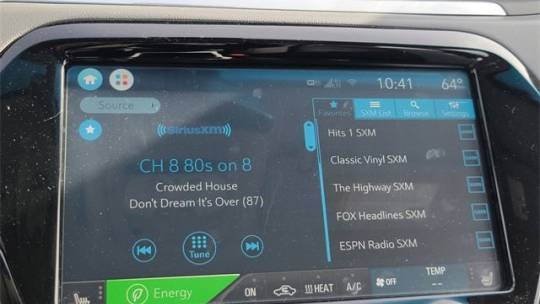 10:41 64°
Source
Favorites SXM List Browse Settings
SiriusXM
Hits 1 SXM
CH 8 80s on 8
Classic Vinyl SXM
Crowded House
The Highway SXM
Don't Dream It's Over (87)
FOX Headlines SXM
Tune
ESPN Radio SXM
Energy
ON
HEAT
A/C
OFF
TEMP
--